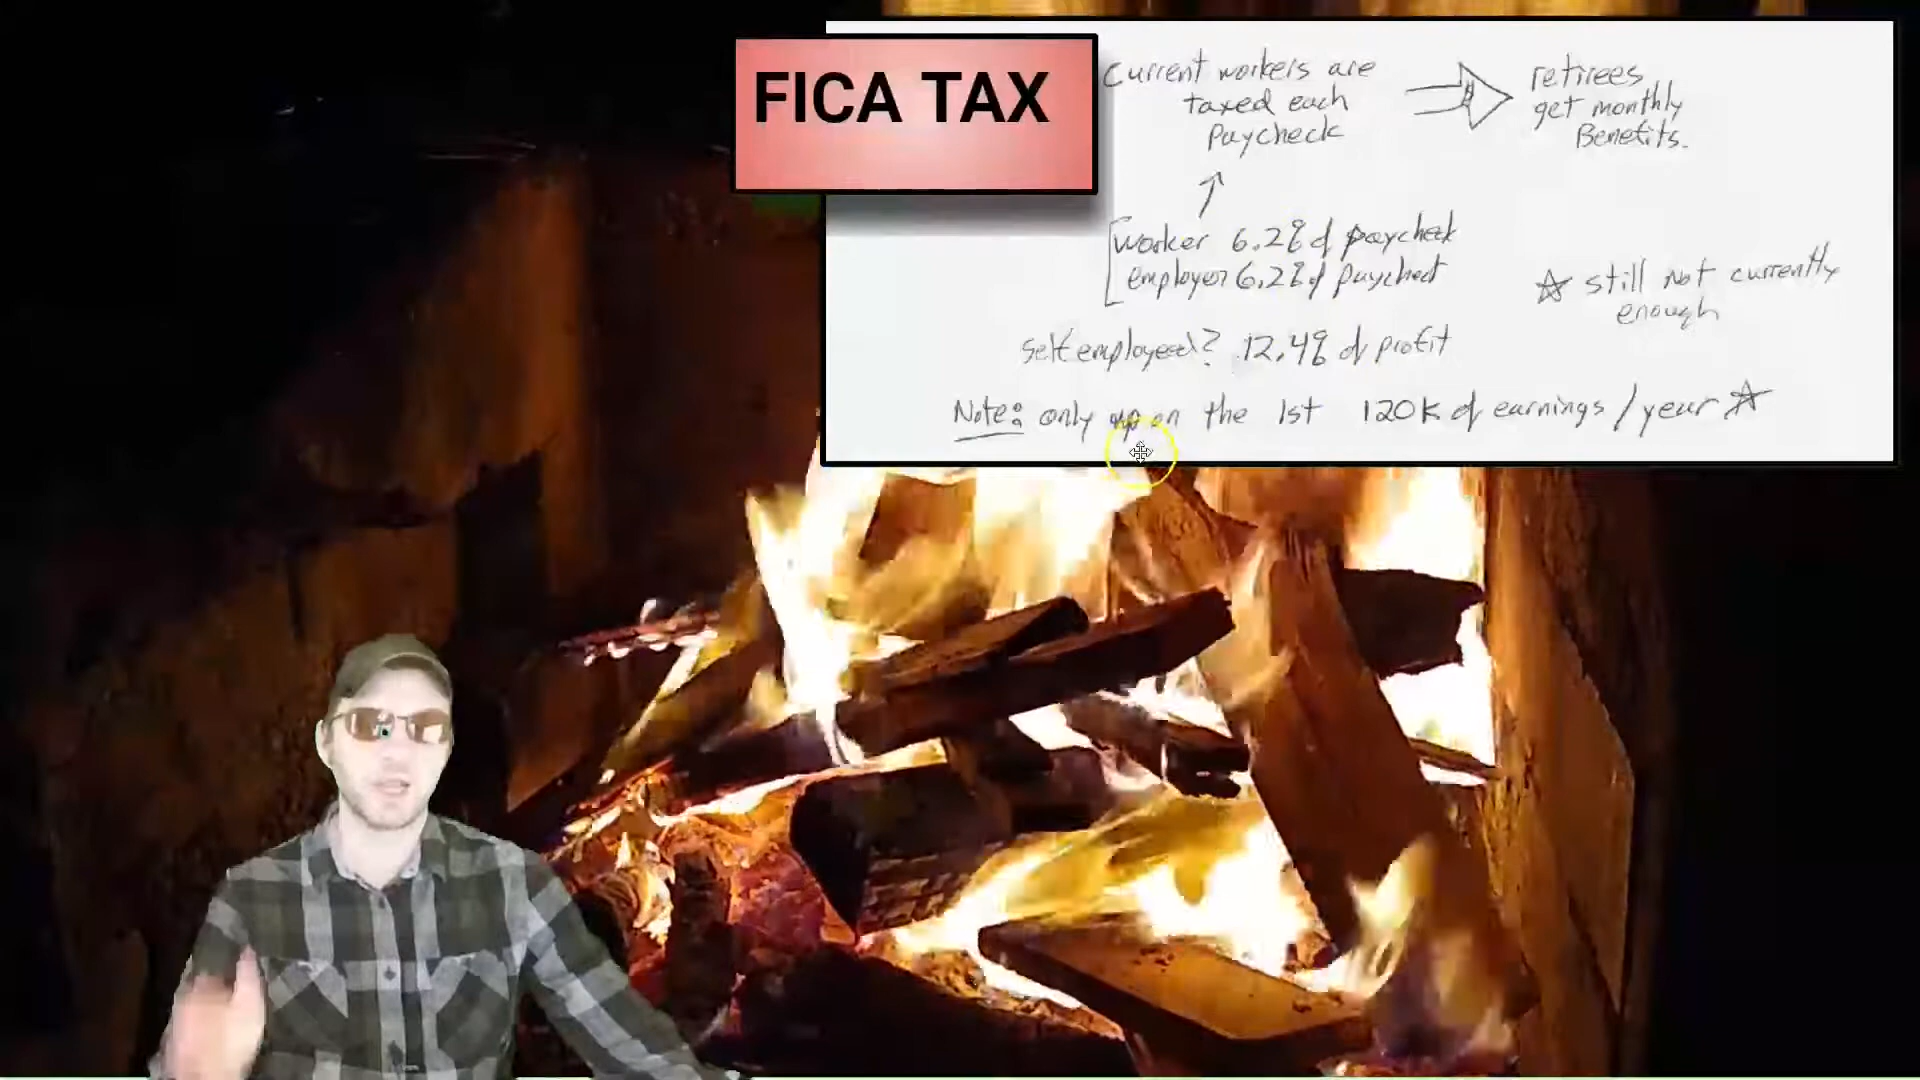 FICA TAX
Current workers are
taxed each
Paycheck
retirees
get monthly
Benefits.
worker 6.2% of paycheck
employer 6.2% of paycheck
☆ still not currently
enough
self employeed? 12.4% of profit
Note: only up on the 1st 120K of earnings/year ☆